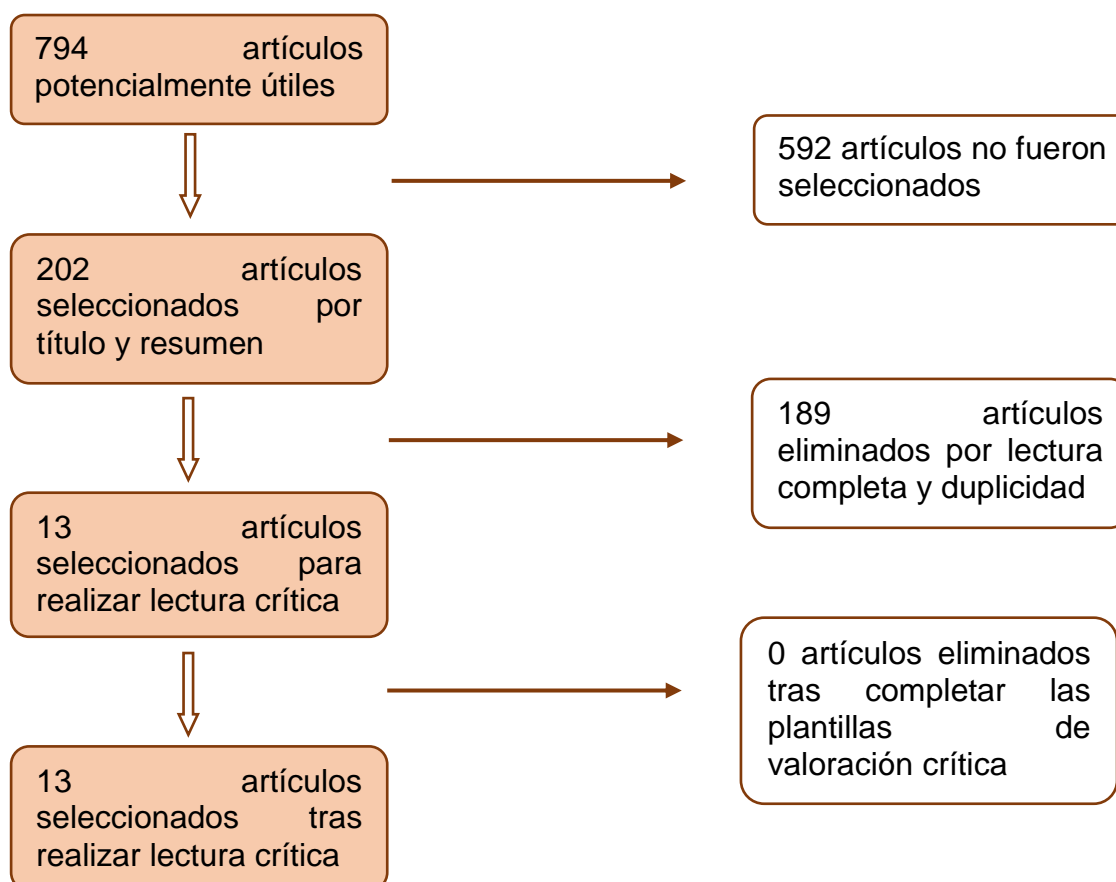 794 artículos
potencialmente útiles
592 artículos no fueron
seleccionados
202 artículos
seleccionados por
título y resumen
189 artículos
eliminados por lectura
completa y duplicidad
13 artículos
seleccionados para
realizar lectura crítica
0 artículos eliminados
tras completar las
plantillas de
valoración crítica
13 artículos
seleccionados tras
realizar lectura crítica